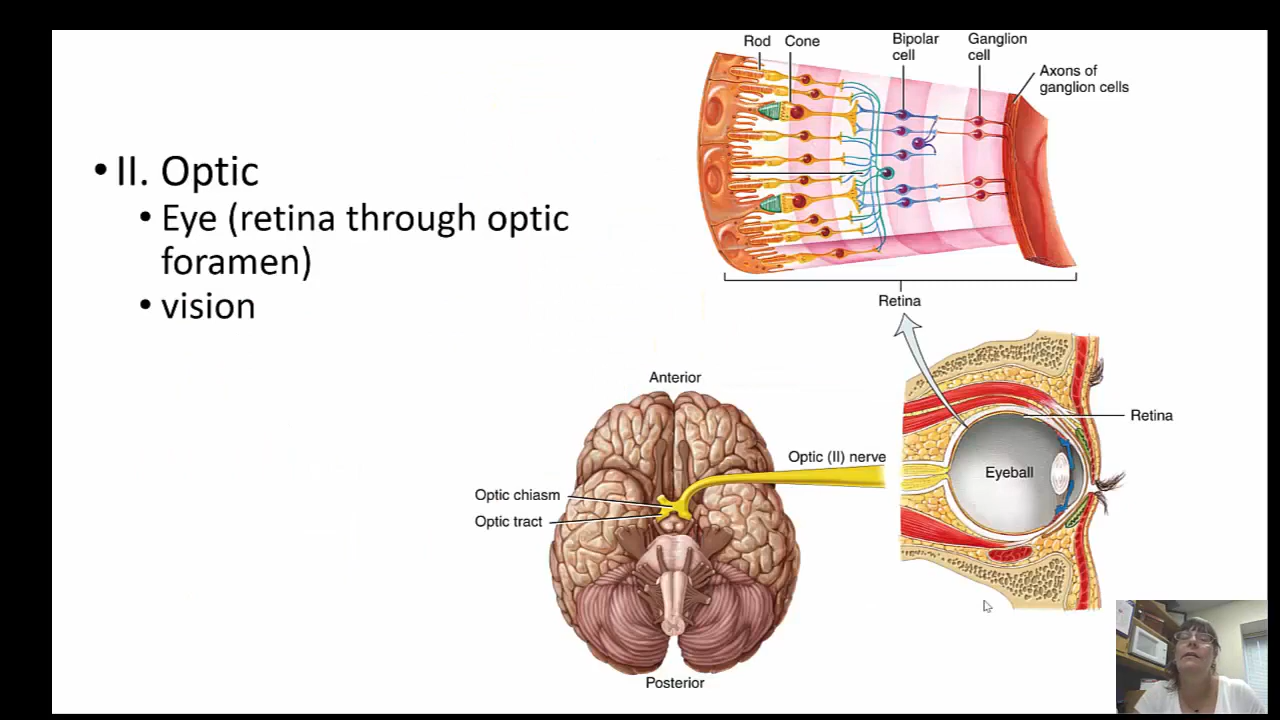 • II. Optic
• Eye (retina through optic
foramen)
• vision
Rod
Cone
Bipolar
cell
Ganglion
cell
Axons of
ganglion cells
Retina
Retina
Eyeball
Anterior
Optic (II) nerve
Optic chiasm
Optic tract
Posterior